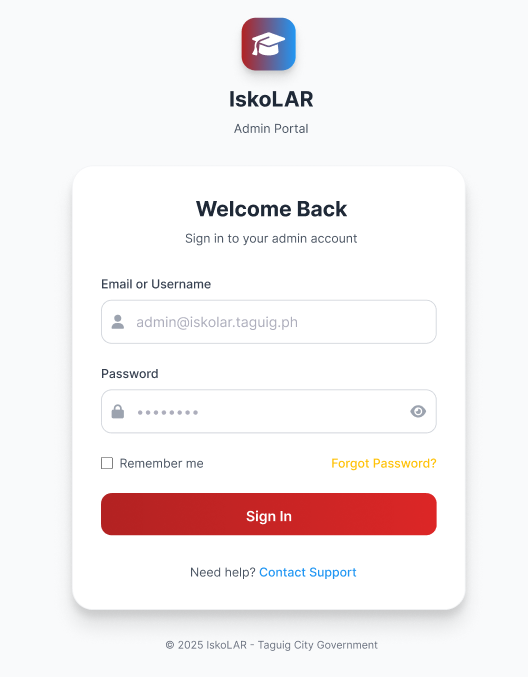 IskoLAR
Admin Portal
Welcome Back
Sign in to your admin account
Email or Username
admin@iskolar.taguig.ph
Password
••••••••
Remember me Forgot Password?
Sign In
Need help? Contact Support
© 2025 IskoLAR - Taguig City Government